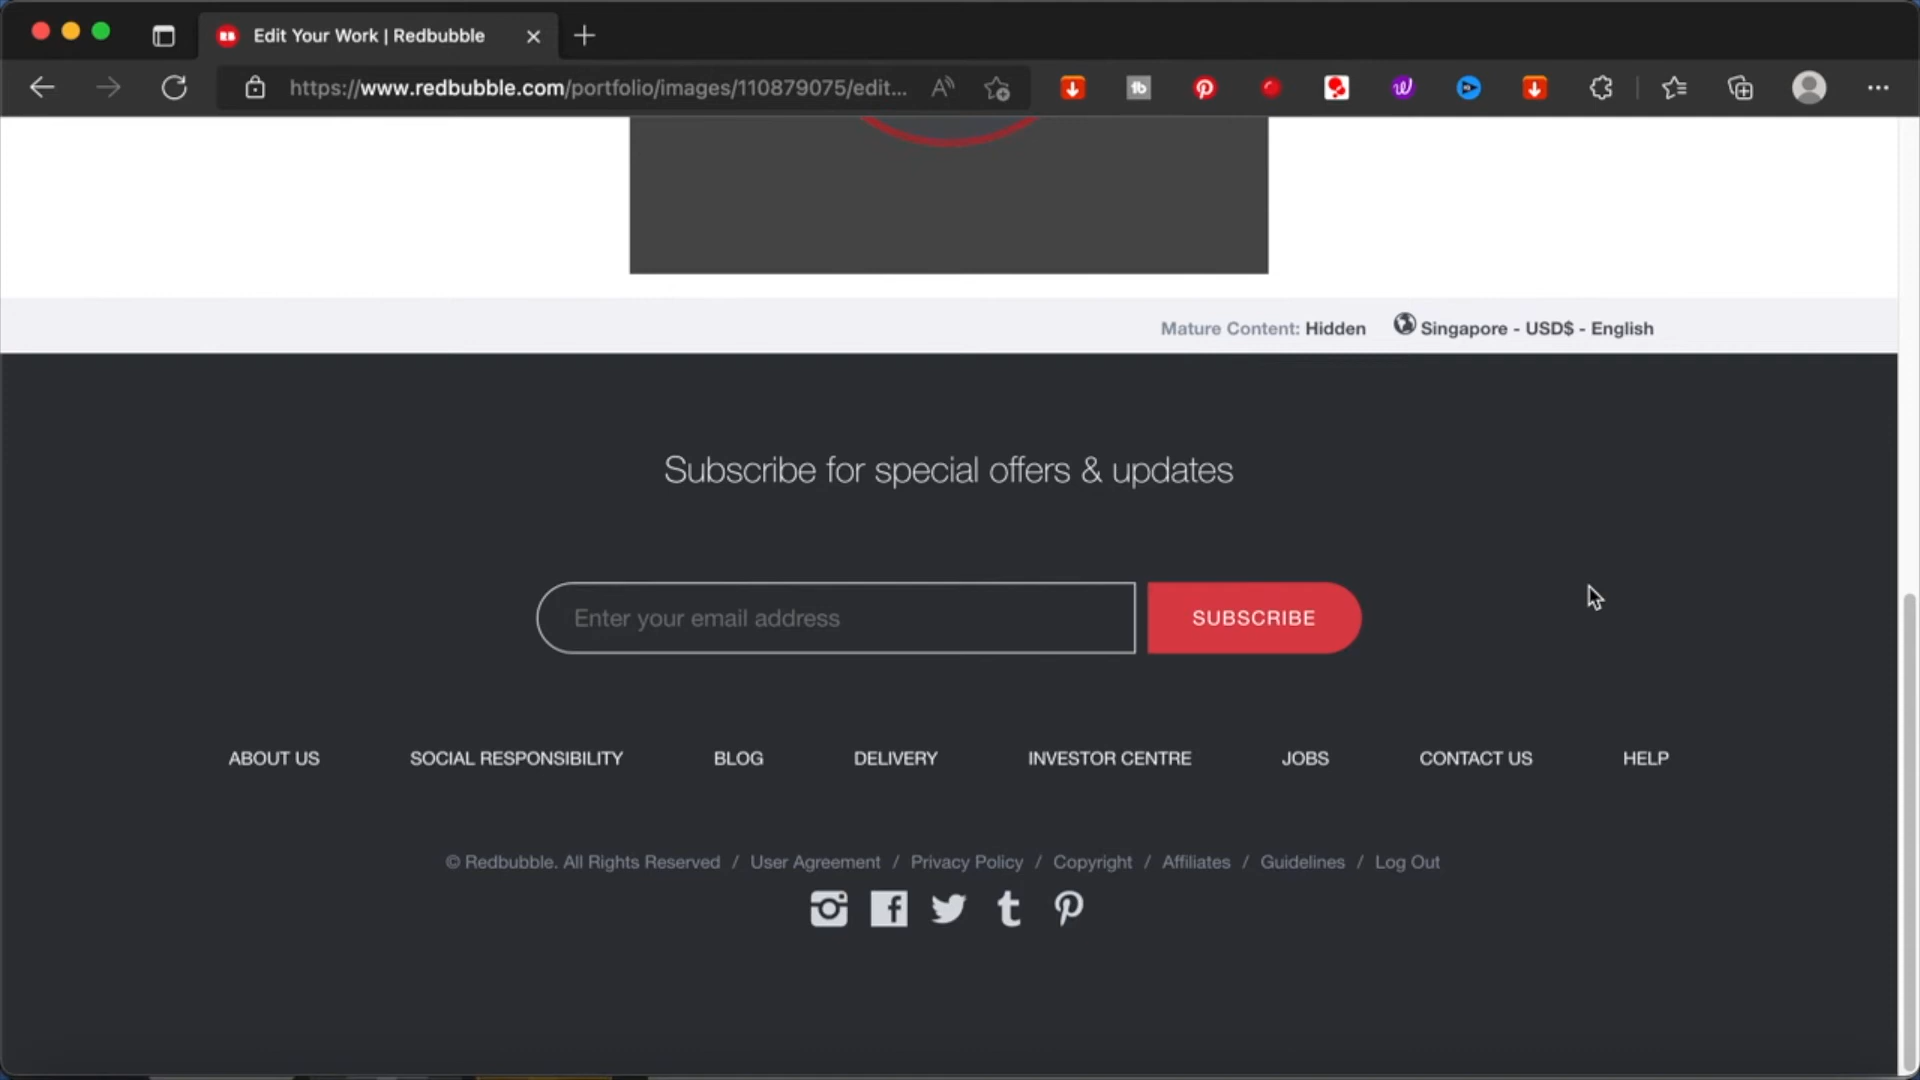 Edit Your Work | Redbubble
https://www.redbubble.com/portfolio/images/110879075/edit...
Mature Content: Hidden
Singapore - USD$ - English
Subscribe for special offers & updates
Enter your email address
SUBSCRIBE
ABOUT US
SOCIAL RESPONSIBILITY
BLOG
DELIVERY
INVESTOR CENTRE
JOBS
CONTACT US
HELP
© Redbubble. All Rights Reserved / User Agreement / Privacy Policy / Copyright / Affiliates / Guidelines / Log Out